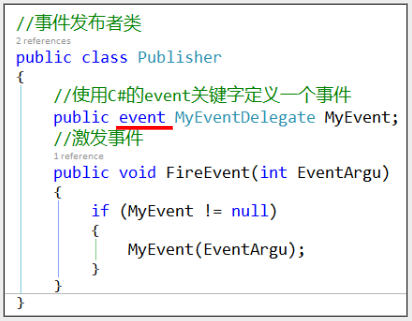 //事件发布者类
2 references
public class Publisher
{
//使用C#的event关键字定义一个事件
public event MyEventDelegate MyEvent;
//激发事件
1 reference
public void FireEvent(int EventArgu)
{
if (MyEvent != null)
{
MyEvent(EventArgu);
}
}
}